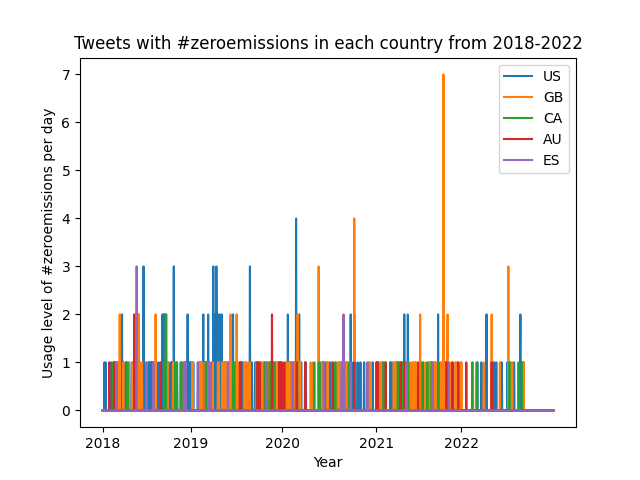 Tweets with #zeroemissions in each country from 2018-2022
Usage level of #zeroemissions per day
7
6
5
4
3
2
1
0
US
GB
CA
AU
ES
2018 2019 2020 2021 2022
Year